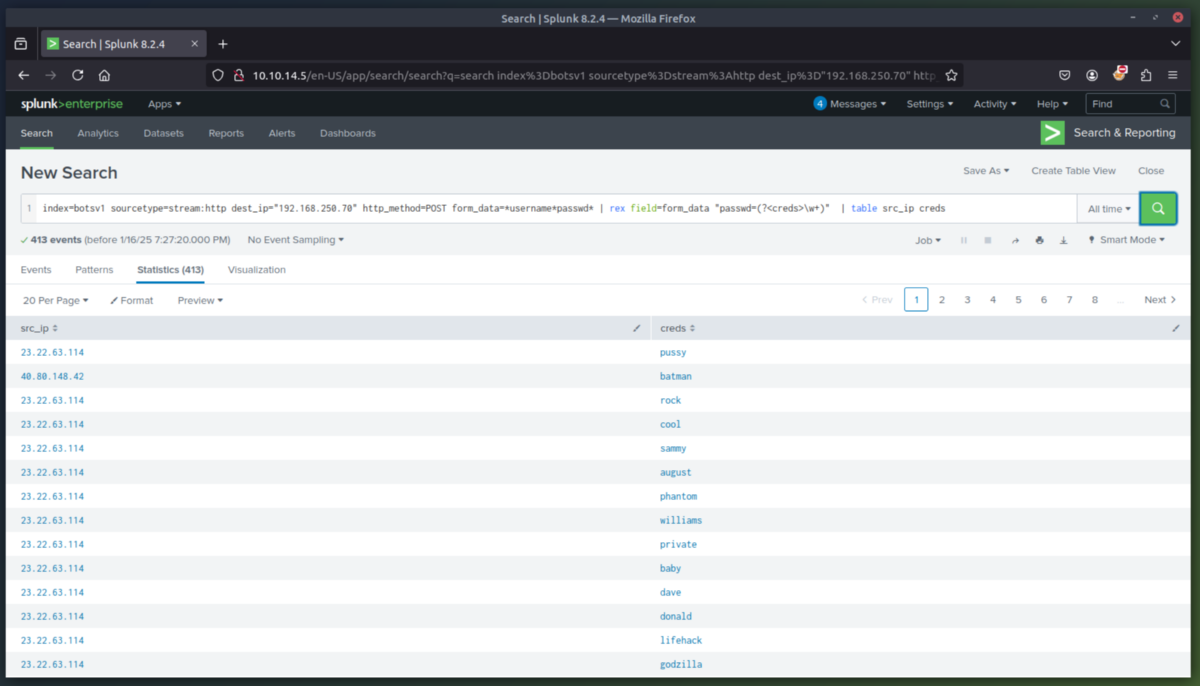 Search | Splunk 8.2.4 — Mozilla Firefox
Search | Splunk 8.2.4
10.10.14.5/en-US/app/search/search?q=search index%3Dbotsv1 sourcetype%3Dstream%3Ahttp dest_ip%3D"192.168.250.70" http_
splunk>enterprise Apps 4 Messages Settings Activity Help Find
Search Analytics Datasets Reports Alerts Dashboards Search & Reporting
New Search Save As Create Table View Close
1 index=botsv1 sourcetype=stream:http dest_ip="192.168.250.70" http_method=POST form_data=*username*passwd* | rex field=form_data "passwd=(?<creds>\w+)" | table src_ip creds All time
413 events (before 1/16/25 7:27:20.000 PM) No Event Sampling Job Smart Mode
Events Patterns Statistics (413) Visualization
20 Per Page Format Preview < Prev 1 2 3 4 5 6 7 8 ... Next >
src_ip creds
23.22.63.114 pussy
40.80.148.42 batman
23.22.63.114 rock
23.22.63.114 cool
23.22.63.114 sammy
23.22.63.114 august
23.22.63.114 phantom
23.22.63.114 williams
23.22.63.114 private
23.22.63.114 baby
23.22.63.114 dave
23.22.63.114 donald
23.22.63.114 lifehack
23.22.63.114 godzilla